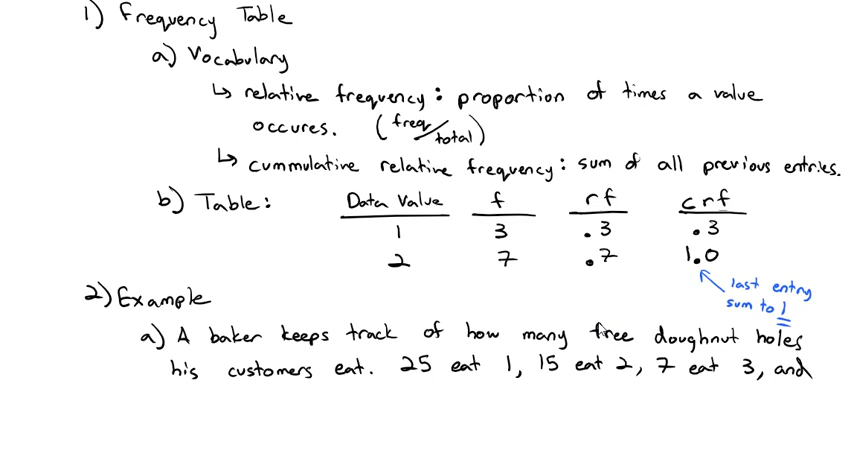 1) Frequency Table
a) Vocabulary
↳ relative frequency: proportion of times a value
occures. (freq/total)
↳ cummulative relative frequency: sum of all previous entries.
b) Table: Data Value f rf crf
1 3 .3 .3
2 7 .7 1.0
last entry
sum to 1
2) Example
a) A baker keeps track of how many free doughnut holes
his customers eat. 25 eat 1, 15 eat 2, 7 eat 3, and